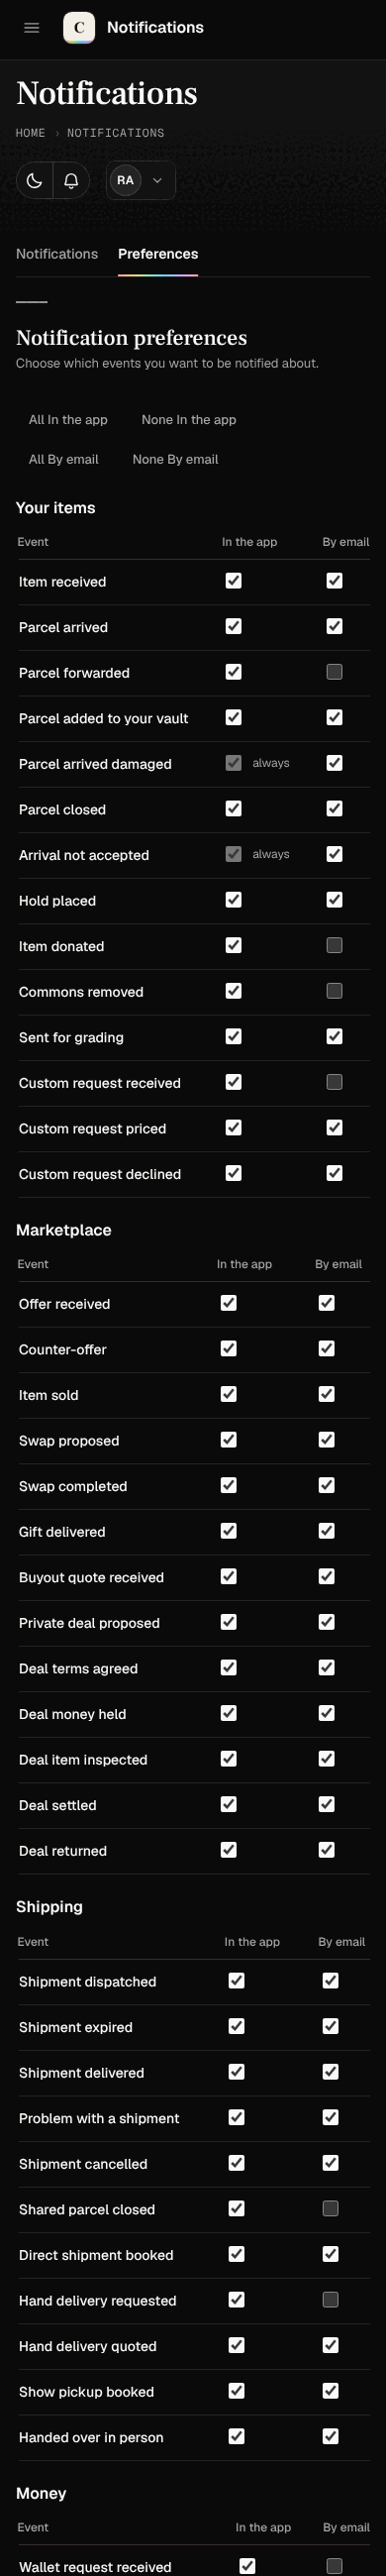 C Notifications
Notifications
HOME › NOTIFICATIONS
RA
Notifications Preferences
Notification preferences
Choose which events you want to be notified about.
All In the app None In the app
All By email None By email
Your items
Event In the app By email
Item received
Parcel arrived
Parcel forwarded
Parcel added to your vault
Parcel arrived damaged always
Parcel closed
Arrival not accepted always
Hold placed
Item donated
Commons removed
Sent for grading
Custom request received
Custom request priced
Custom request declined
Marketplace
Event In the app By email
Offer received
Counter-offer
Item sold
Swap proposed
Swap completed
Gift delivered
Buyout quote received
Private deal proposed
Deal terms agreed
Deal money held
Deal item inspected
Deal settled
Deal returned
Shipping
Event In the app By email
Shipment dispatched
Shipment expired
Shipment delivered
Problem with a shipment
Shipment cancelled
Shared parcel closed
Direct shipment booked
Hand delivery requested
Hand delivery quoted
Show pickup booked
Handed over in person
Money
Event In the app By email
Wallet request received